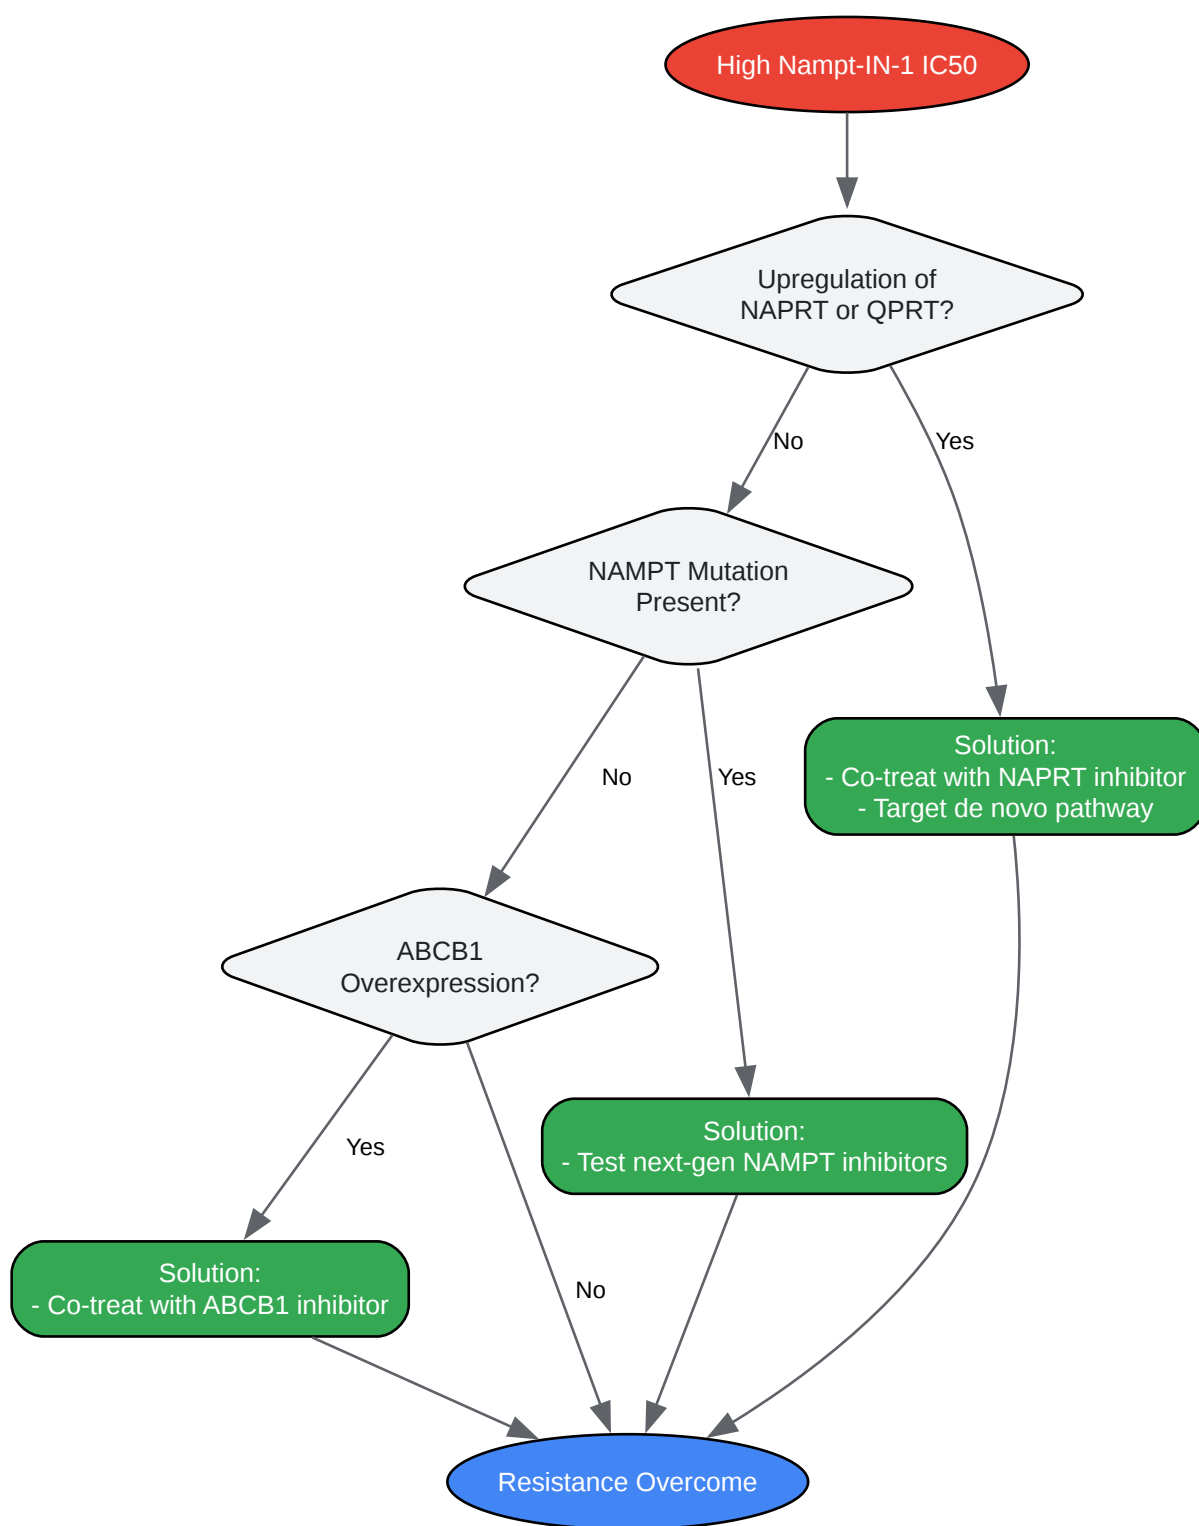 High Nampt-IN-1 IC50
Upregulation of
NAPRT or QPRT?
No
Yes
NAMPT Mutation
Present?
Solution:
- Co-treat with NAPRT inhibitor
- Target de novo pathway
No
Yes
ABCB1
Overexpression?
Solution:
- Test next-gen NAMPT inhibitors
Yes
Solution:
- Co-treat with ABCB1 inhibitor
No
Resistance Overcome